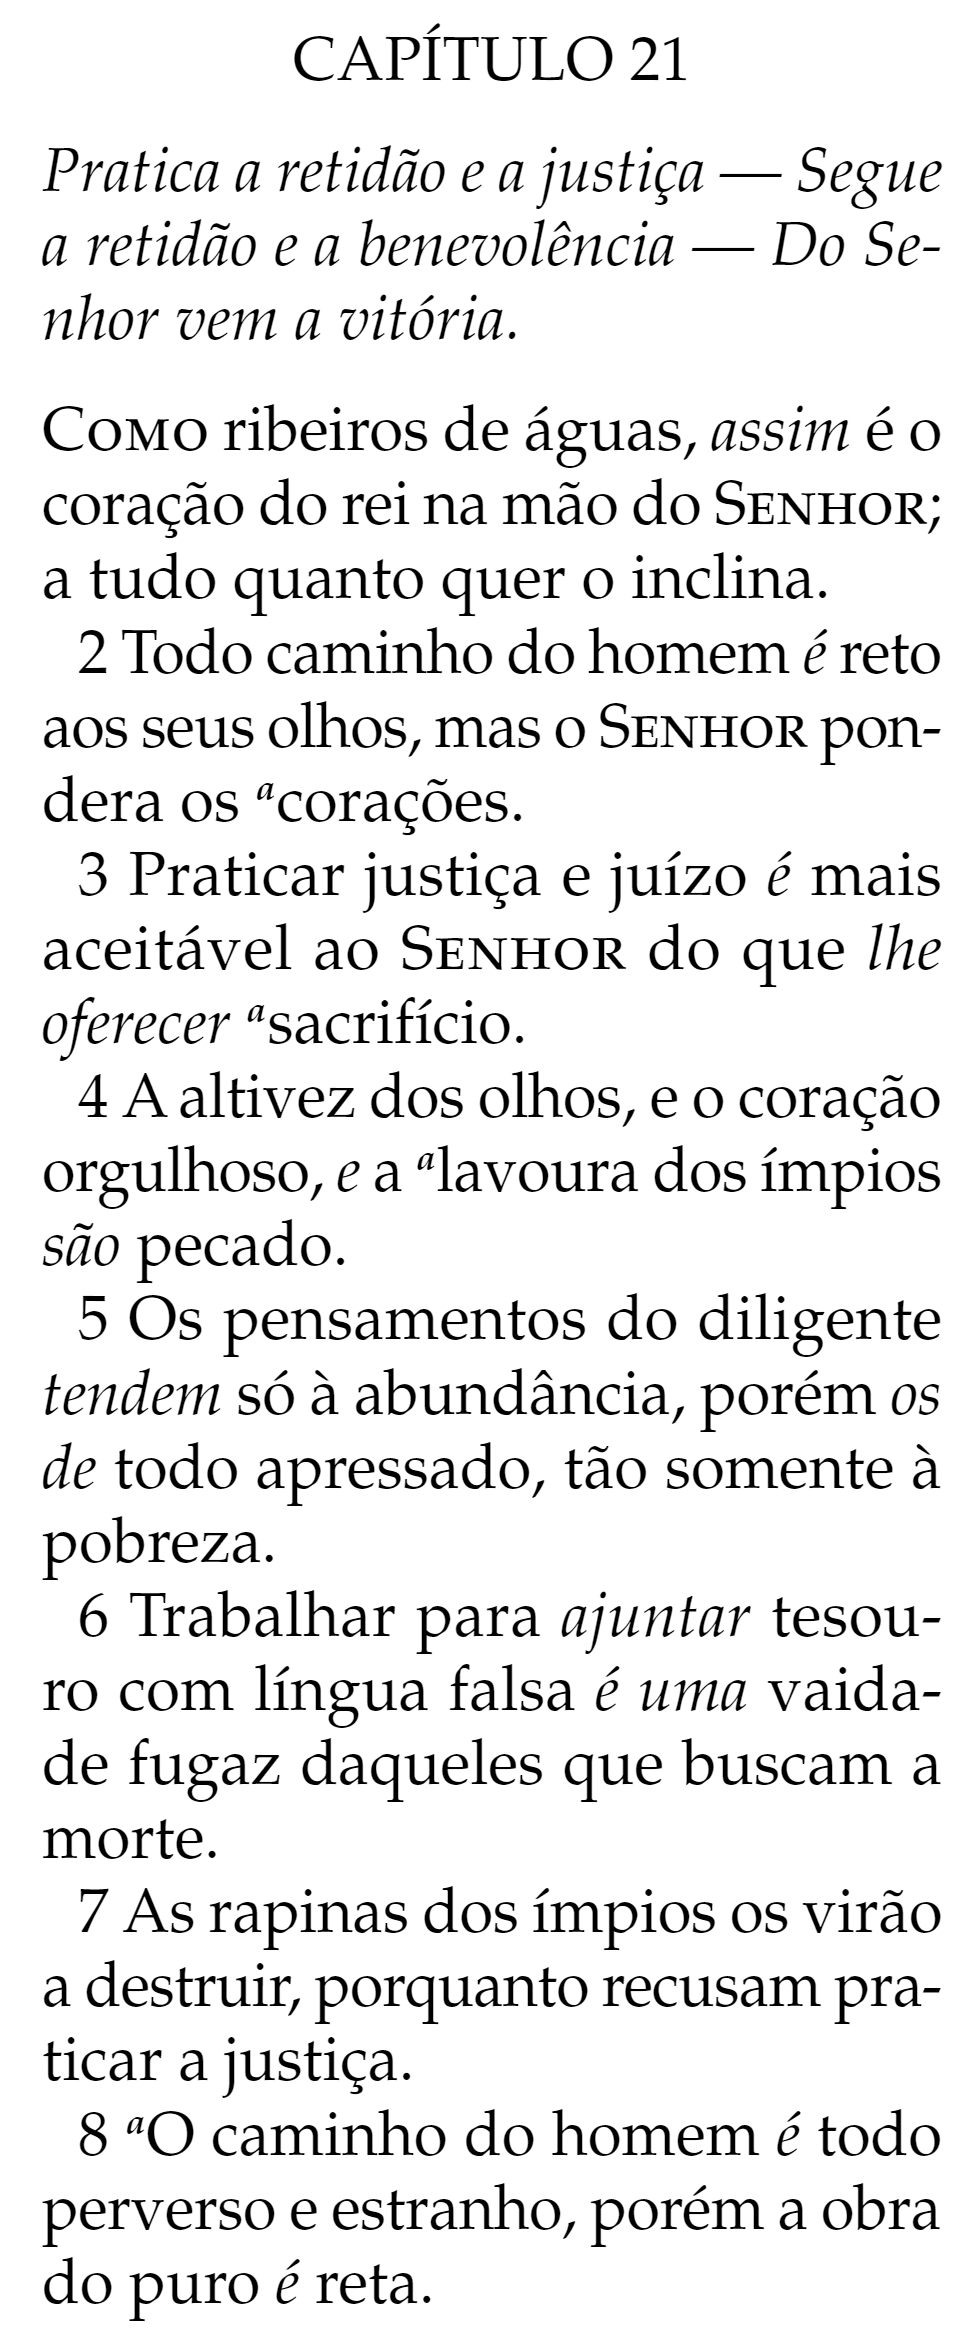 CAPÍTULO 21
Pratica a retidão e a justiça — Segue
a retidão e a benevolência — Do Se-
nhor vem a vitória.
Como ribeiros de águas, assim é o
coração do rei na mão do Senhor;
a tudo quanto quer o inclina.
2 Todo caminho do homem é reto
aos seus olhos, mas o Senhor pon-
dera os ᵃcorações.
3 Praticar justiça e juízo é mais
aceitável ao Senhor do que lhe
oferecer ᵃsacrifício.
4 A altivez dos olhos, e o coração
orgulhoso, e a ᵃlavoura dos ímpios
são pecado.
5 Os pensamentos do diligente
tendem só à abundância, porém os
de todo apressado, tão somente à
pobreza.
6 Trabalhar para ajuntar tesou-
ro com língua falsa é uma vaida-
de fugaz daqueles que buscam a
morte.
7 As rapinas dos ímpios os virão
a destruir, porquanto recusam pra-
ticar a justiça.
8 ᵃO caminho do homem é todo
perverso e estranho, porém a obra
do puro é reta.